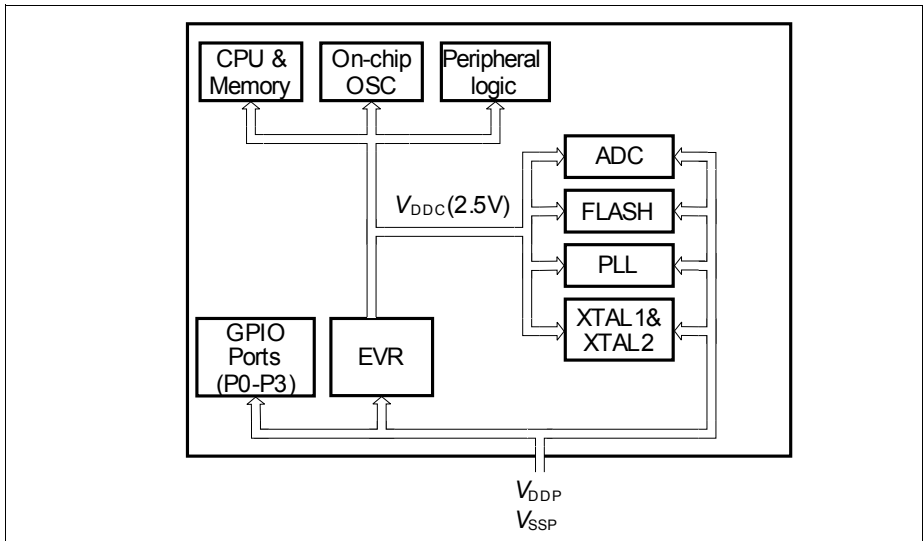 CPU &
Memory
On-chip
OSC
Peripheral
logic
ADC
VDDC(2.5V)
FLASH
PLL
XTAL1&
XTAL2
GPIO
Ports
(P0-P3)
EVR
VDDP
VSSP